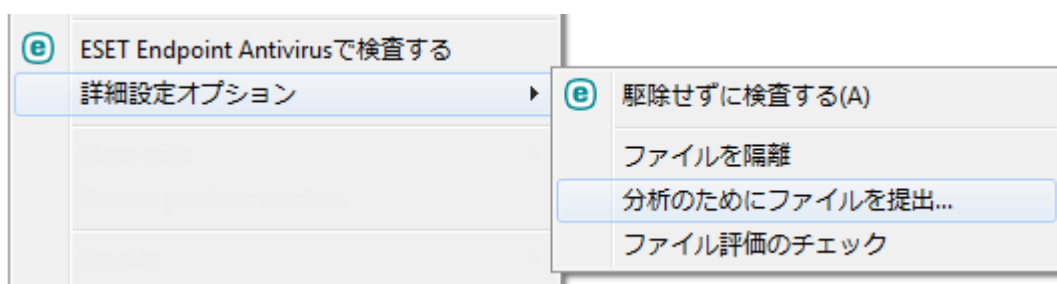 ESET Endpoint Antivirusで検査する
詳細設定オプション
駆除せずに検査する(A)
ファイルを隔離
分析のためにファイルを提出...
ファイル評価のチェック